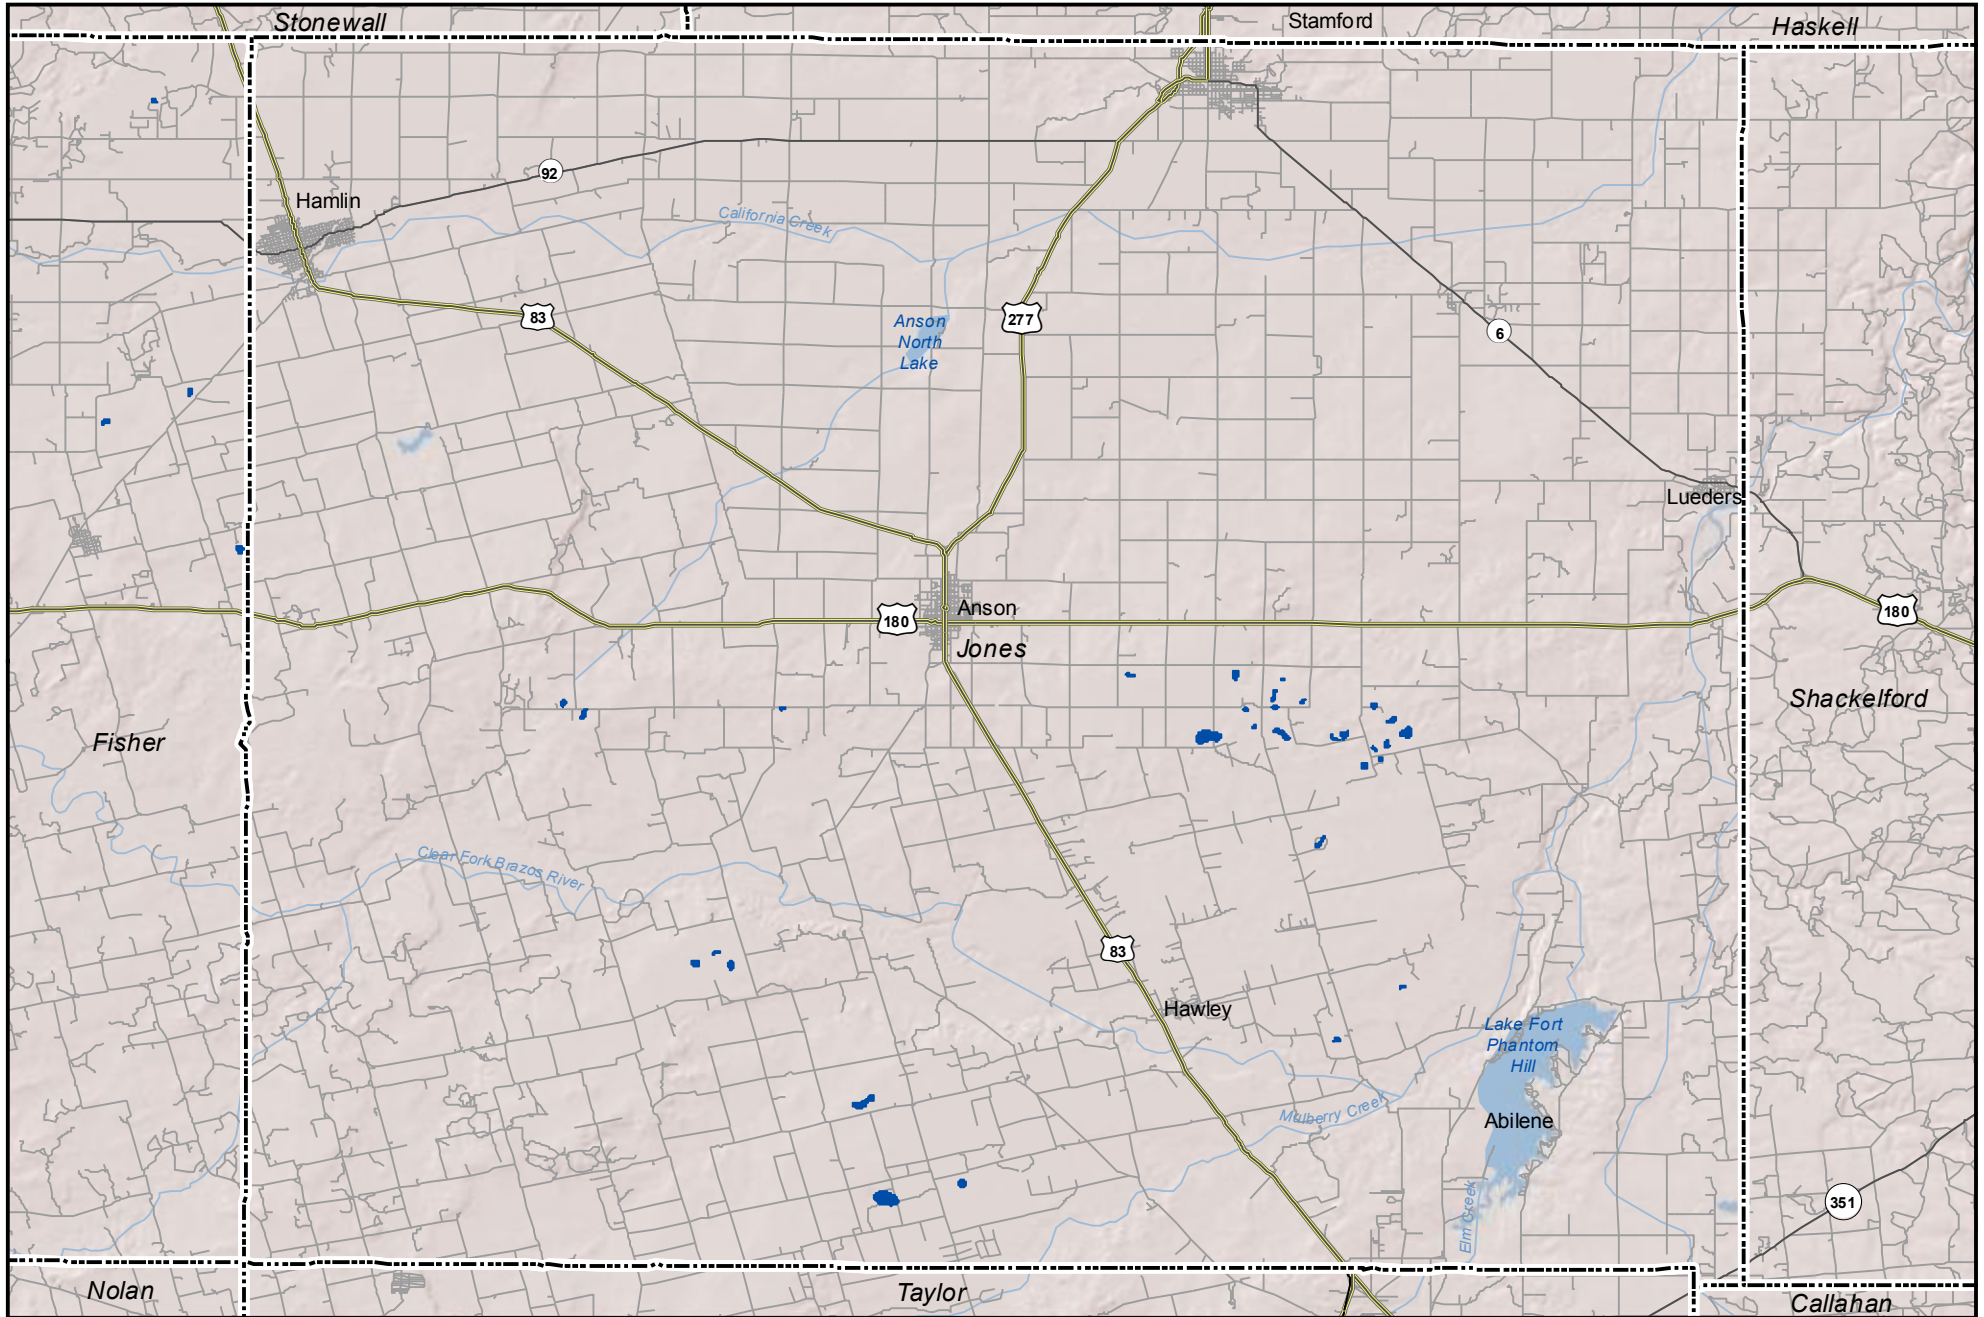 Stonewall
Stamford
Haskell
92
Hamlin
California Creek
83
Anson
North
Lake
277
6
Lueders
180
Anson
Jones
180
Shackelford
Fisher
Clear Fork Brazos River
83
Hawley
Lake Fort
Phantom
Hill
Mulberry Creek
Abilene
Elm Creek
351
Nolan
Taylor
Callahan